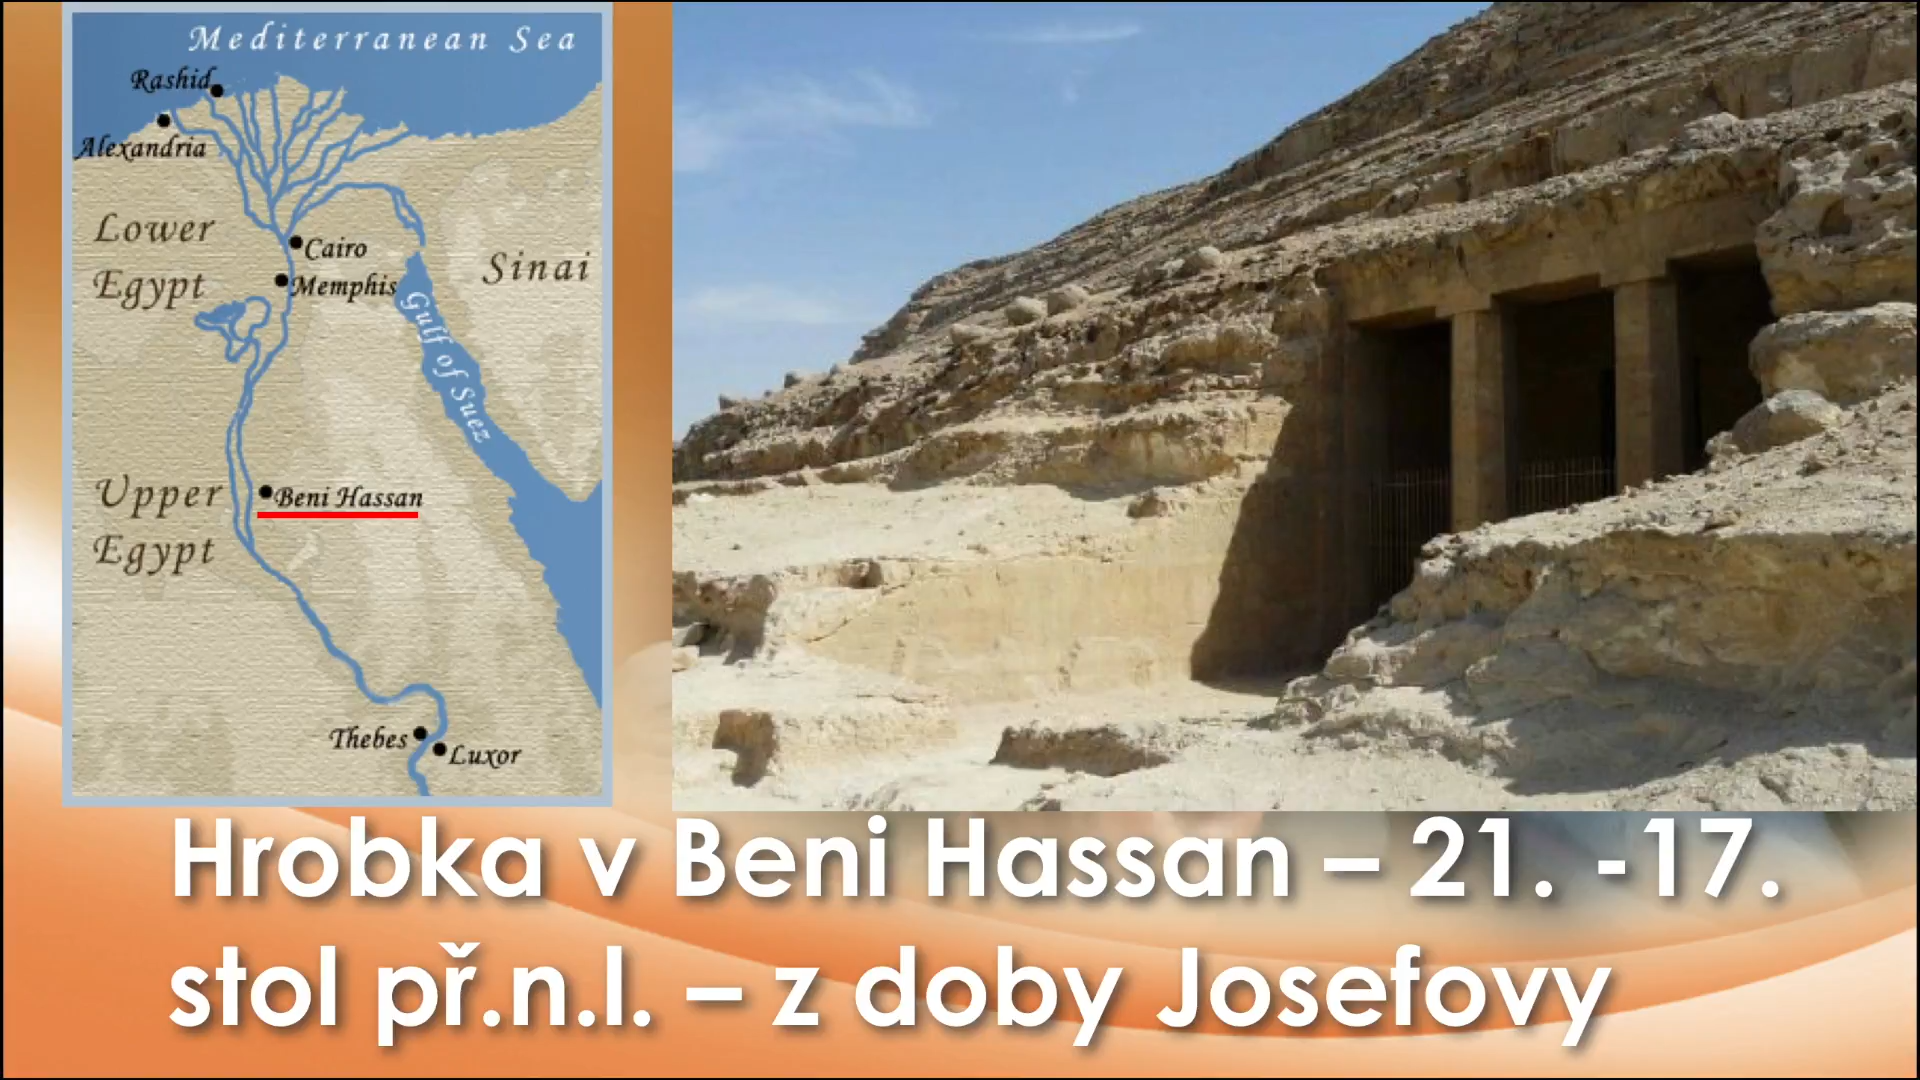 Mediterranean Sea
Rashid
Alexandria
Lower
Egypt
Cairo
Memphis
Sinai
Gulf of Suez
Upper
Egypt
Beni Hassan
Thebes
Luxor
Hrobka v Beni Hassan – 21. -17.
stol př.n.l. – z doby Josefovy